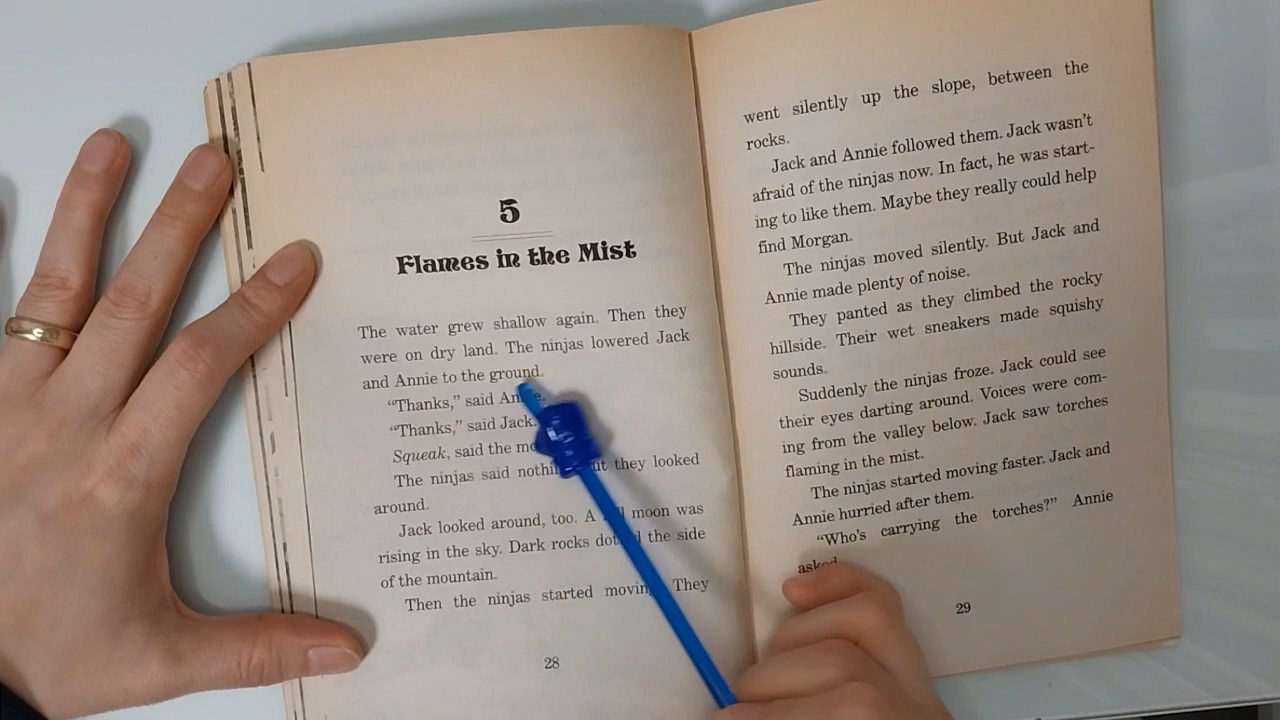 5
Flames in the Mist
The water grew shallow again. Then they
were on dry land. The ninjas lowered Jack
and Annie to the ground.
“Thanks,” said Annie.
“Thanks,” said Jack.
Squeak, said the
The ninjas said nothing but they looked
around.
Jack looked around, too. A moon was
rising in the sky. Dark rocks dotted the side
of the mountain.
Then the ninjas started moving. They
28
went silently up the slope, between the
rocks.
Jack and Annie followed them. Jack wasn’t
afraid of the ninjas now. In fact, he was start-
ing to like them. Maybe they really could help
find Morgan.
The ninjas moved silently. But Jack and
Annie made plenty of noise.
They panted as they climbed the rocky
hillside. Their wet sneakers made squishy
sounds.
Suddenly the ninjas froze. Jack could see
their eyes darting around. Voices were com-
ing from the valley below. Jack saw torches
flaming in the mist.
The ninjas started moving faster. Jack and
Annie hurried after them.
“Who’s carrying the torches?” Annie
asked
29